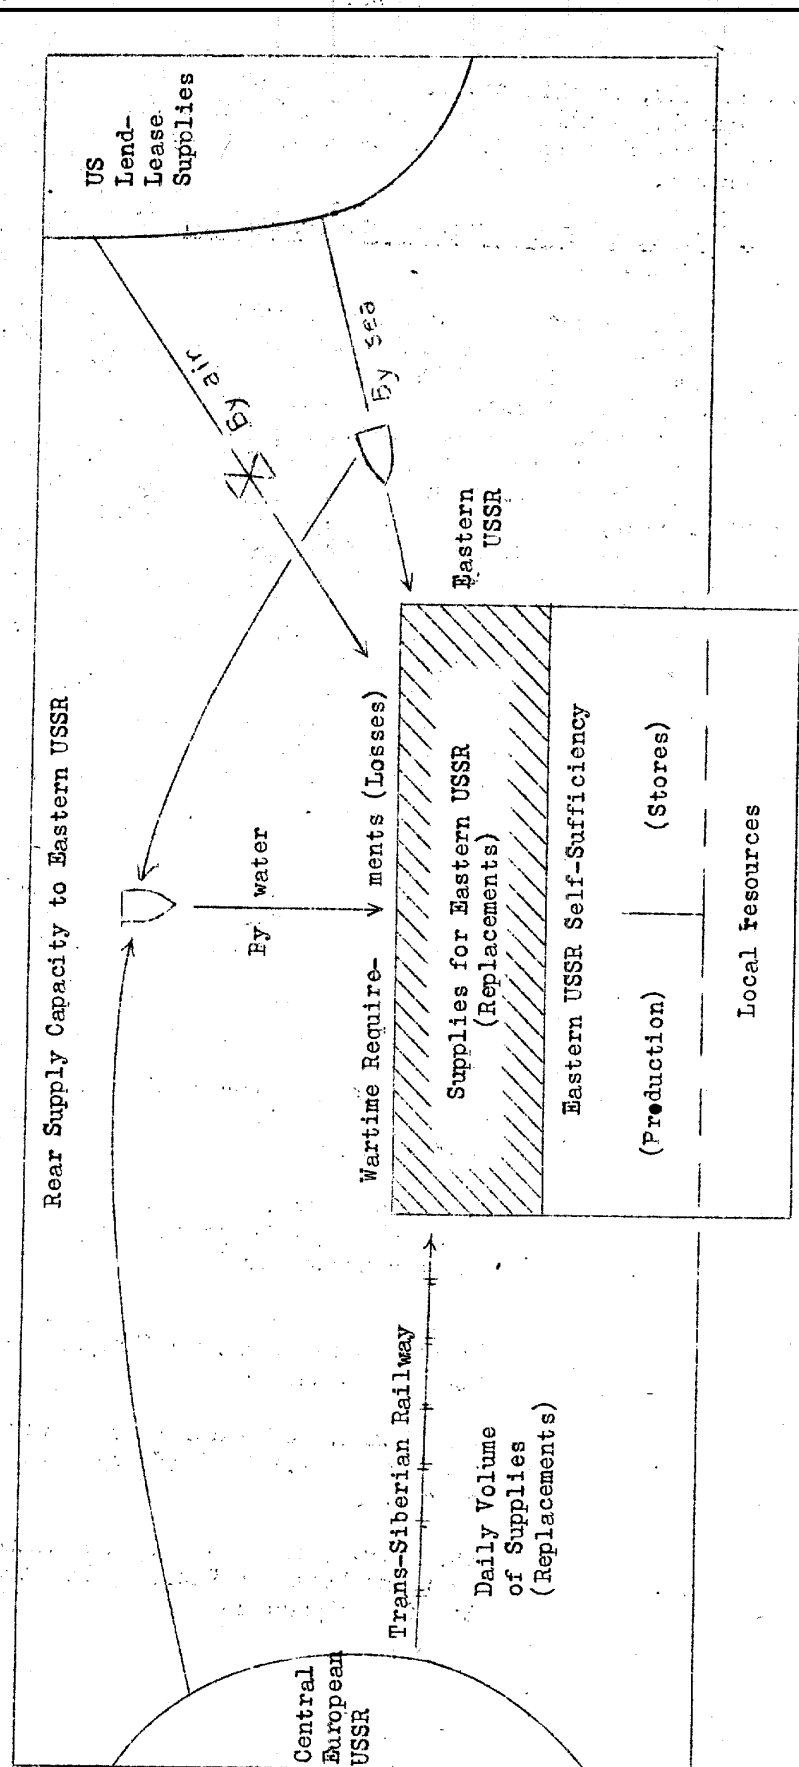 Rear Supply Capacity to Eastern USSR
US
Lend-
Lease
Supplies
By air
By sea
By water
Eastern
USSR
Wartime Require- ments (Losses)
Supplies for Eastern USSR
(Replacements)
Eastern USSR Self-Sufficiency
(Production) (Stores)
Local resources
Central
European
USSR
Trans-Siberian Railway
Daily Volume
of Supplies
(Replacements)